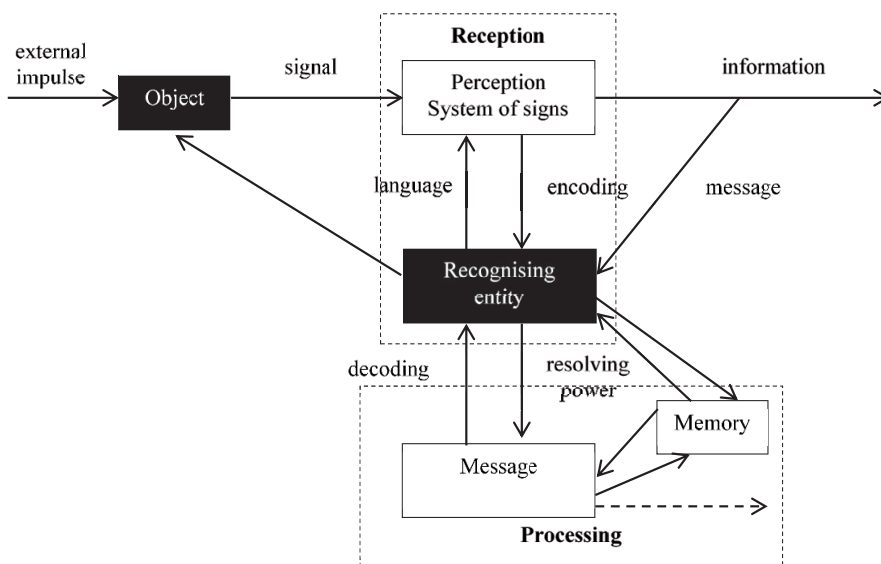 Reception
external
impulse
signal
information
Object
Perception
System of signs
language
encoding
message
Recognising
entity
decoding
resolving
power
Memory
Message
Processing